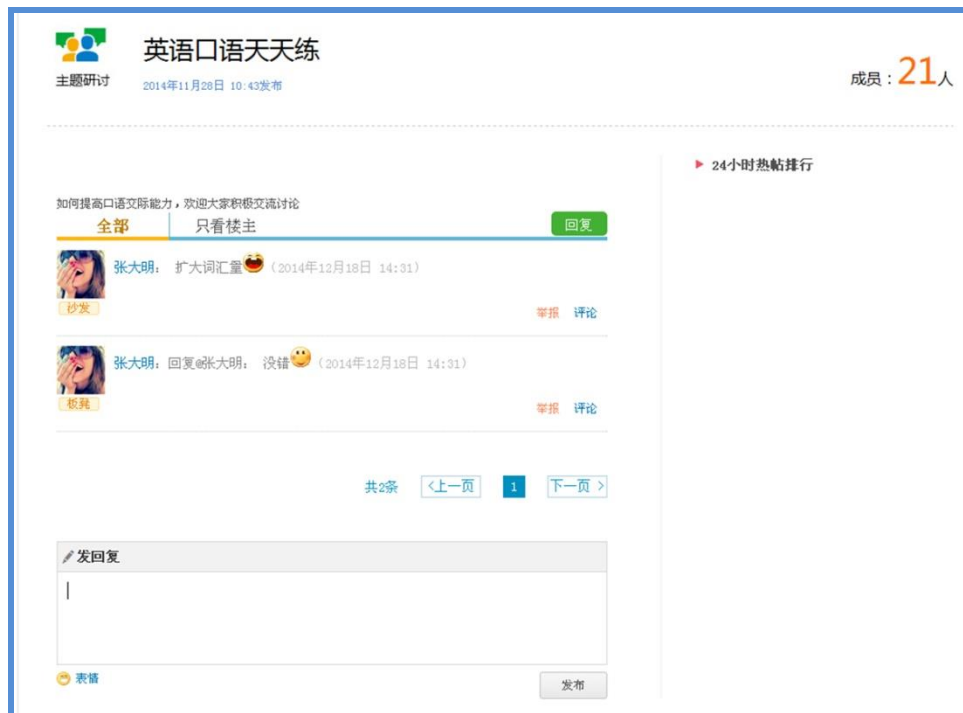 英语口语天天练
主题研讨
2014年11月28日 10:43发布
成员：21人
24小时热帖排行
如何提高口语交际能力，欢迎大家积极交流讨论
全部 只看楼主 回复
张大明： 扩大词汇量（2014年12月18日 14:31）
沙发
举报 评论
张大明：回复@张大明： 没错（2014年12月18日 14:31）
板凳
举报 评论
共2条 <上一页 1 下一页 >
发回复
表情 发布